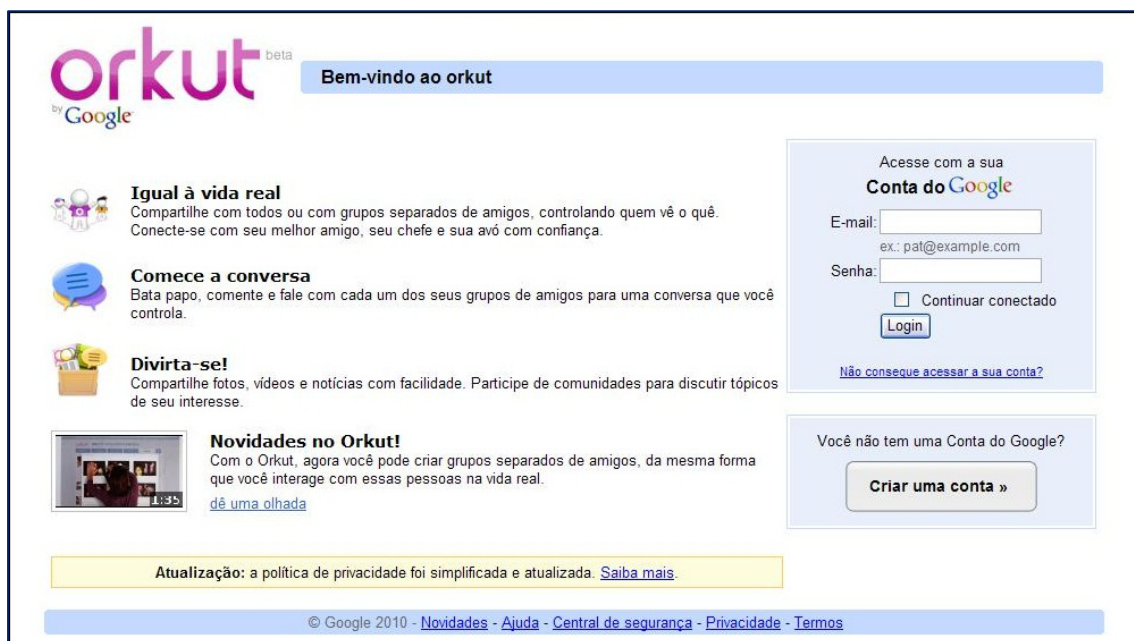 orkut beta
by Google
Bem-vindo ao orkut
Igual à vida real
Compartilhe com todos ou com grupos separados de amigos, controlando quem vê o quê.
Conecte-se com seu melhor amigo, seu chefe e sua avó com confiança.
Comece a conversa
Bata papo, comente e fale com cada um dos seus grupos de amigos para uma conversa que você
controla.
Divirta-se!
Compartilhe fotos, vídeos e notícias com facilidade. Participe de comunidades para discutir tópicos
de seu interesse.
1:35
Novidades no Orkut!
Com o Orkut, agora você pode criar grupos separados de amigos, da mesma forma
que você interage com essas pessoas na vida real.
dê uma olhada
Acesse com a sua
Conta do Google
E-mail:
ex.: pat@example.com
Senha:
Continuar conectado
Login
Não consegue acessar a sua conta?
Você não tem uma Conta do Google?
Criar uma conta »
Atualização: a política de privacidade foi simplificada e atualizada. Saiba mais.
© Google 2010 - Novidades - Ajuda - Central de segurança - Privacidade - Termos